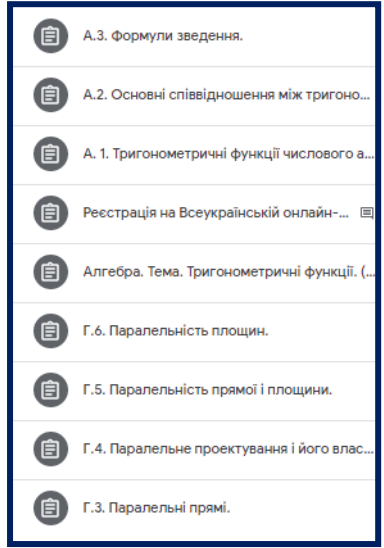 А.3. Формули зведення.
А.2. Основні співвідношення між тригоно...
А. 1. Тригонометричні функції числового а...
Реєстрація на Всеукраїнській онлайн-...
Алгебра. Тема. Тригонометричні функції. (...
Г.6. Паралельність площин.
Г.5. Паралельність прямої і площини.
Г.4. Паралельне проектування і його влас...
Г.3. Паралельні прямі.